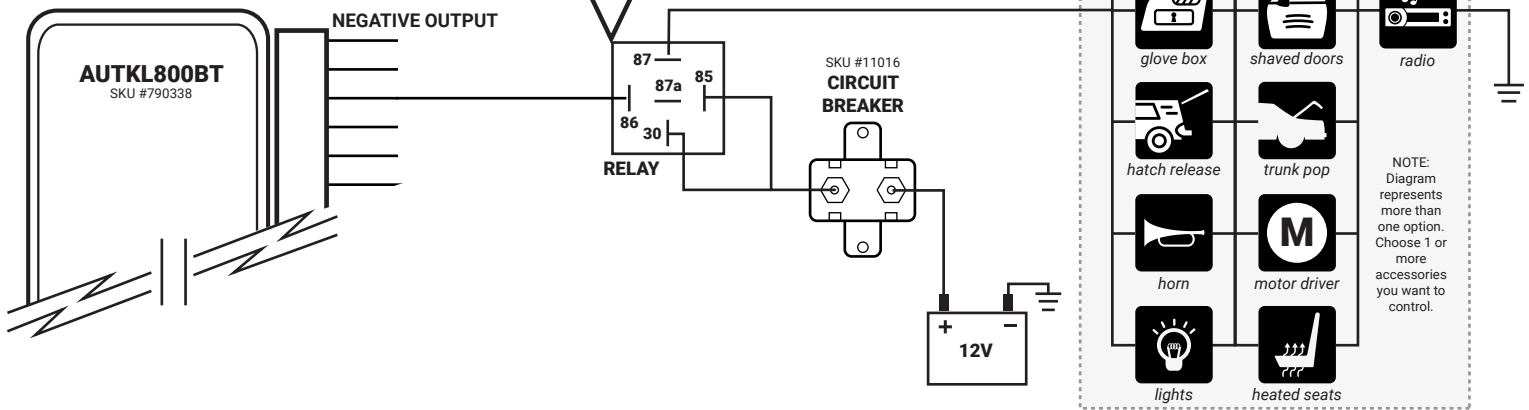 NEGATIVE OUTPUT
AUTKL800BT
SKU #790338
87
87a
85
86
30
RELAY
SKU #11016
CIRCUIT
BREAKER
+
−
12V
glove box
shaved doors
radio
hatch release
trunk pop
horn
M
motor driver
lights
heated seats
NOTE:
Diagram
represents
more than
one option.
Choose 1 or
more
accessories
you want to
control.